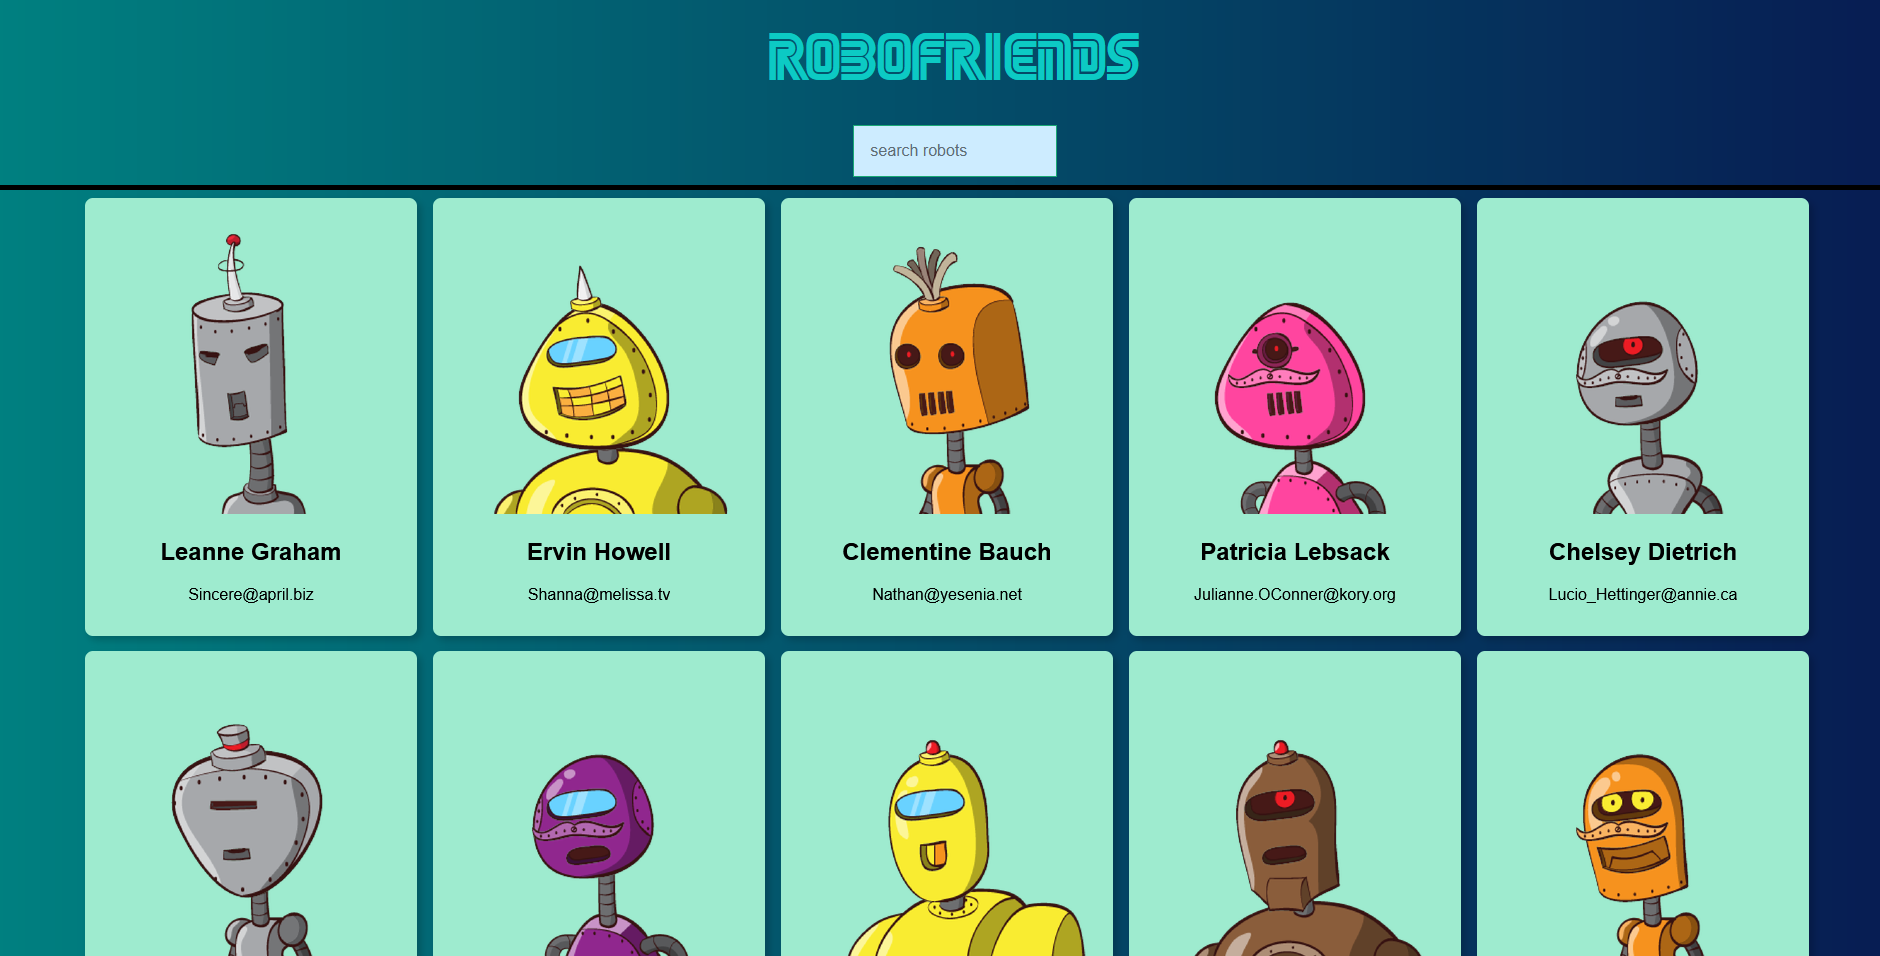 ROBOFRIENDS
search robots
Leanne Graham
Sincere@april.biz
Ervin Howell
Shanna@melissa.tv
Clementine Bauch
Nathan@yesenia.net
Patricia Lebsack
Julianne.OConner@kory.org
Chelsey Dietrich
Lucio_Hettinger@annie.ca